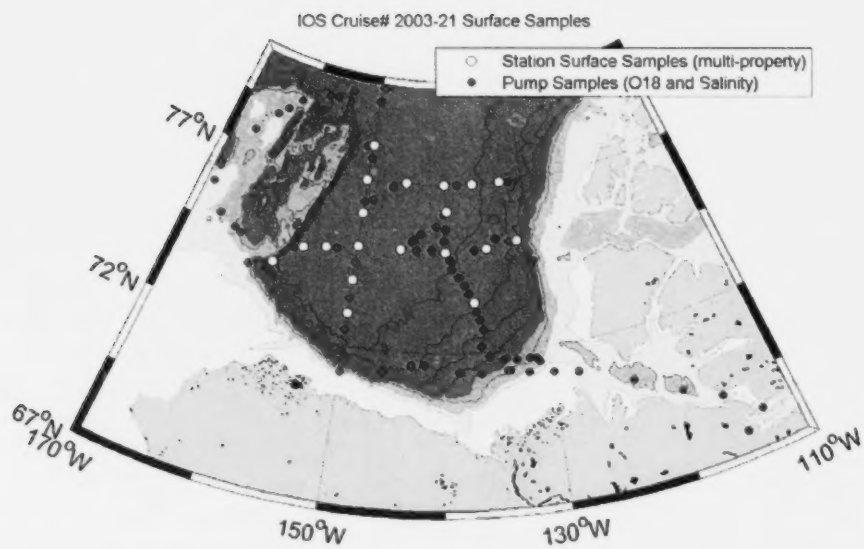 IOS Cruise# 2003-21 Surface Samples
Station Surface Samples (multi-property)
Pump Samples (O18 and Salinity)
77°N
72°N
67°N
170°W
150°W
130°W
110°W